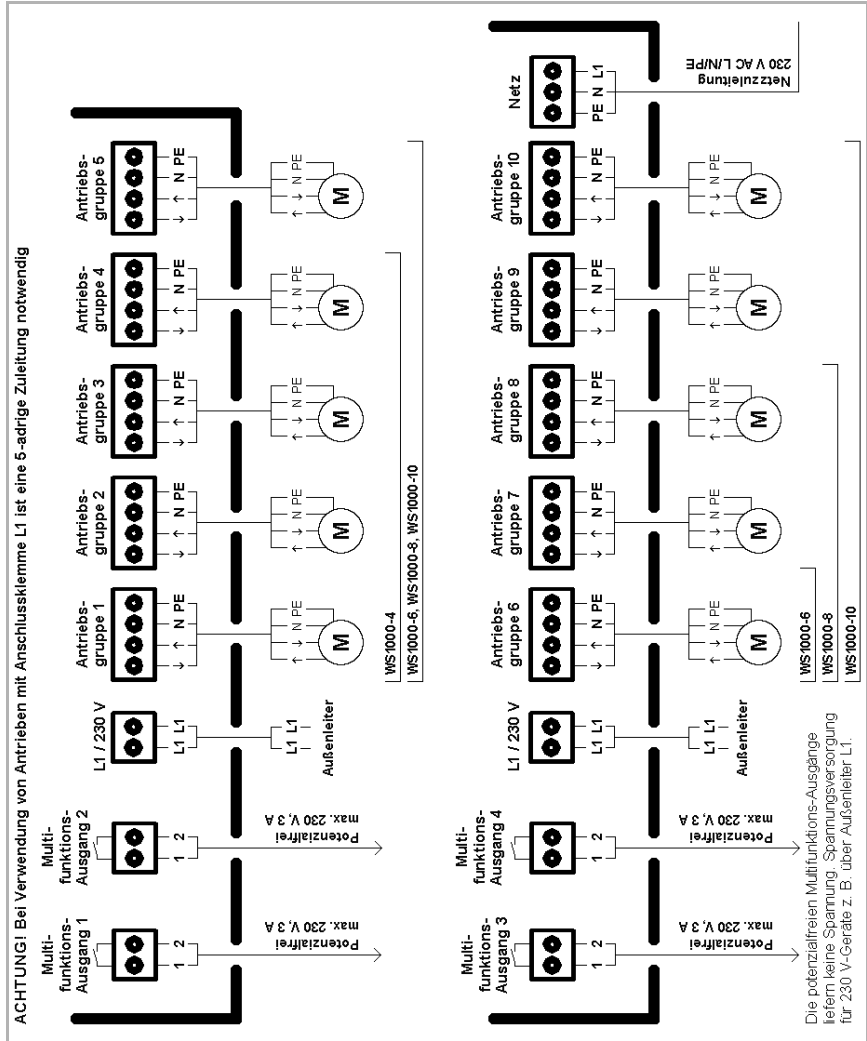 ACHTUNG! Bei Verwendung von Antrieben mit Anschlussklemme L1 ist eine 5-adrige Zuleitung notwendig
Multi-
funktions-
Ausgang 1
1 2
Potenzialfrei
max. 230 V, 3 A
Multi-
funktions-
Ausgang 2
1 2
Potenzialfrei
max. 230 V, 3 A
L1 / 230 V
L1 L1
L1 L1
Außenleiter
Antriebs-
gruppe 1
→ ← N PE
← → N PE
M
Antriebs-
gruppe 2
→ ← N PE
← → N PE
M
Antriebs-
gruppe 3
→ ← N PE
← → N PE
M
Antriebs-
gruppe 4
→ ← N PE
← → N PE
M
Antriebs-
gruppe 5
→ ← N PE
← → N PE
M
WS1000-4
WS1000-6, WS1000-8, WS1000-10
Multi-
funktions-
Ausgang 3
1 2
Potenzialfrei
max. 230 V, 3 A
Multi-
funktions-
Ausgang 4
1 2
Potenzialfrei
max. 230 V, 3 A
L1 / 230 V
L1 L1
L1 L1
Außenleiter
Antriebs-
gruppe 6
→ ← N PE
← → N PE
M
Antriebs-
gruppe 7
→ ← N PE
← → N PE
M
Antriebs-
gruppe 8
→ ← N PE
← → N PE
M
Antriebs-
gruppe 9
→ ← N PE
← → N PE
M
Antriebs-
gruppe 10
→ ← N PE
← → N PE
M
Netz
PE N L1
Netzzuleitung
230 V AC L/N/PE
WS1000-6
WS1000-8
WS1000-10
Die potenzialfreien Multifunktions-Ausgänge
liefern keine Spannung. Spannungsversorgung
für 230 V-Geräte z. B. über Außenleiter L1.